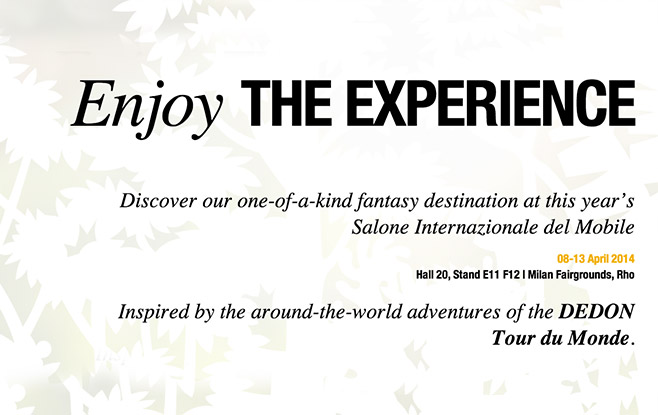 Enjoy THE EXPERIENCE
Discover our one-of-a-kind fantasy destination at this year's
Salone Internazionale del Mobile
08-13 April 2014
Hall 20, Stand E11 F12 I Milan Fairgrounds, Rho
Inspired by the around-the-world adventures of the DEDON
Tour du Monde.